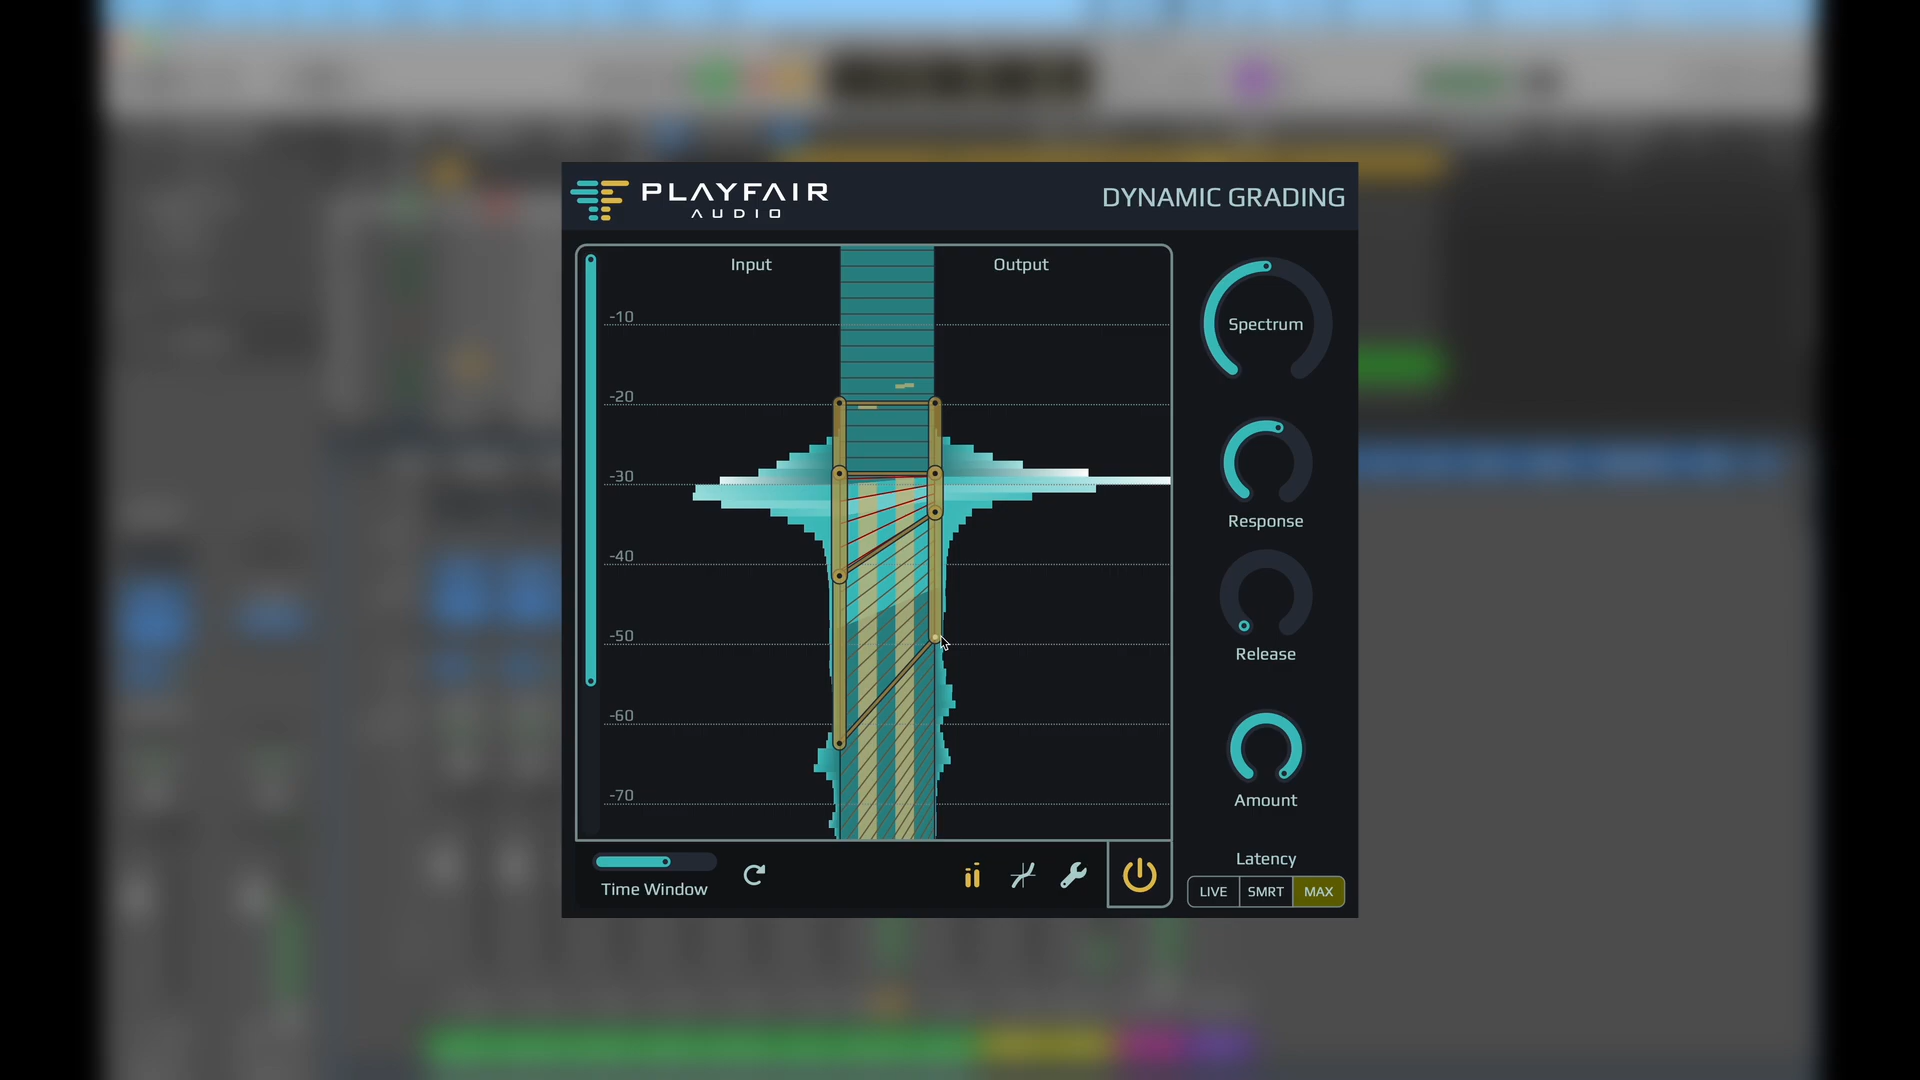 PLAYFAIR
AUDIO
DYNAMIC GRADING
Input
Output
-10
-20
-30
-40
-50
-60
-70
Spectrum
Response
Release
Amount
Latency
LIVE
SMRT
MAX
Time Window